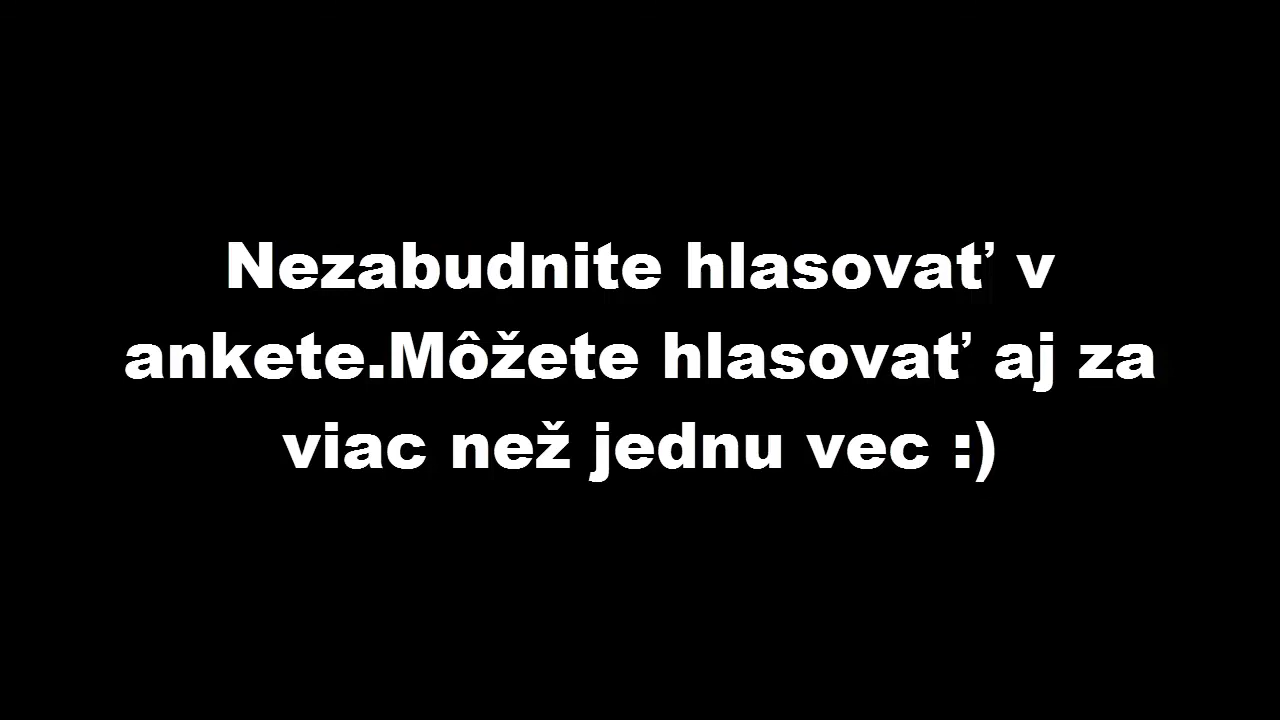 Nezabudnite hlasovať v
ankete.Môžete hlasovať aj za
viac než jednu vec :)